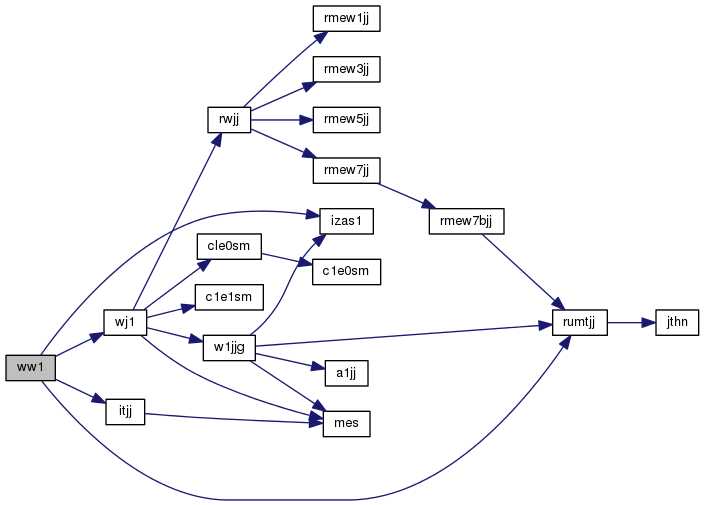 rmew1jj
rmew3jj
rwjj
rmew5jj
rmew7jj
izas1
rmew7bjj
cle0sm
c1e0sm
c1e1sm
wj1
rumtjj
jthn
w1jjg
ww1
a1jj
itjj
mes